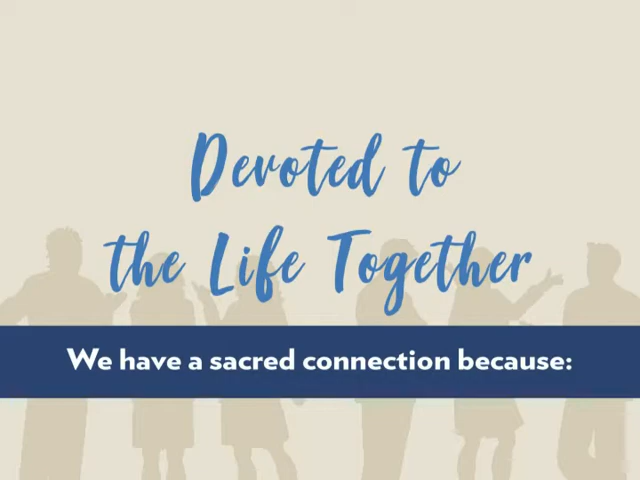 Devoted to
the Life Together
We have a sacred connection because: